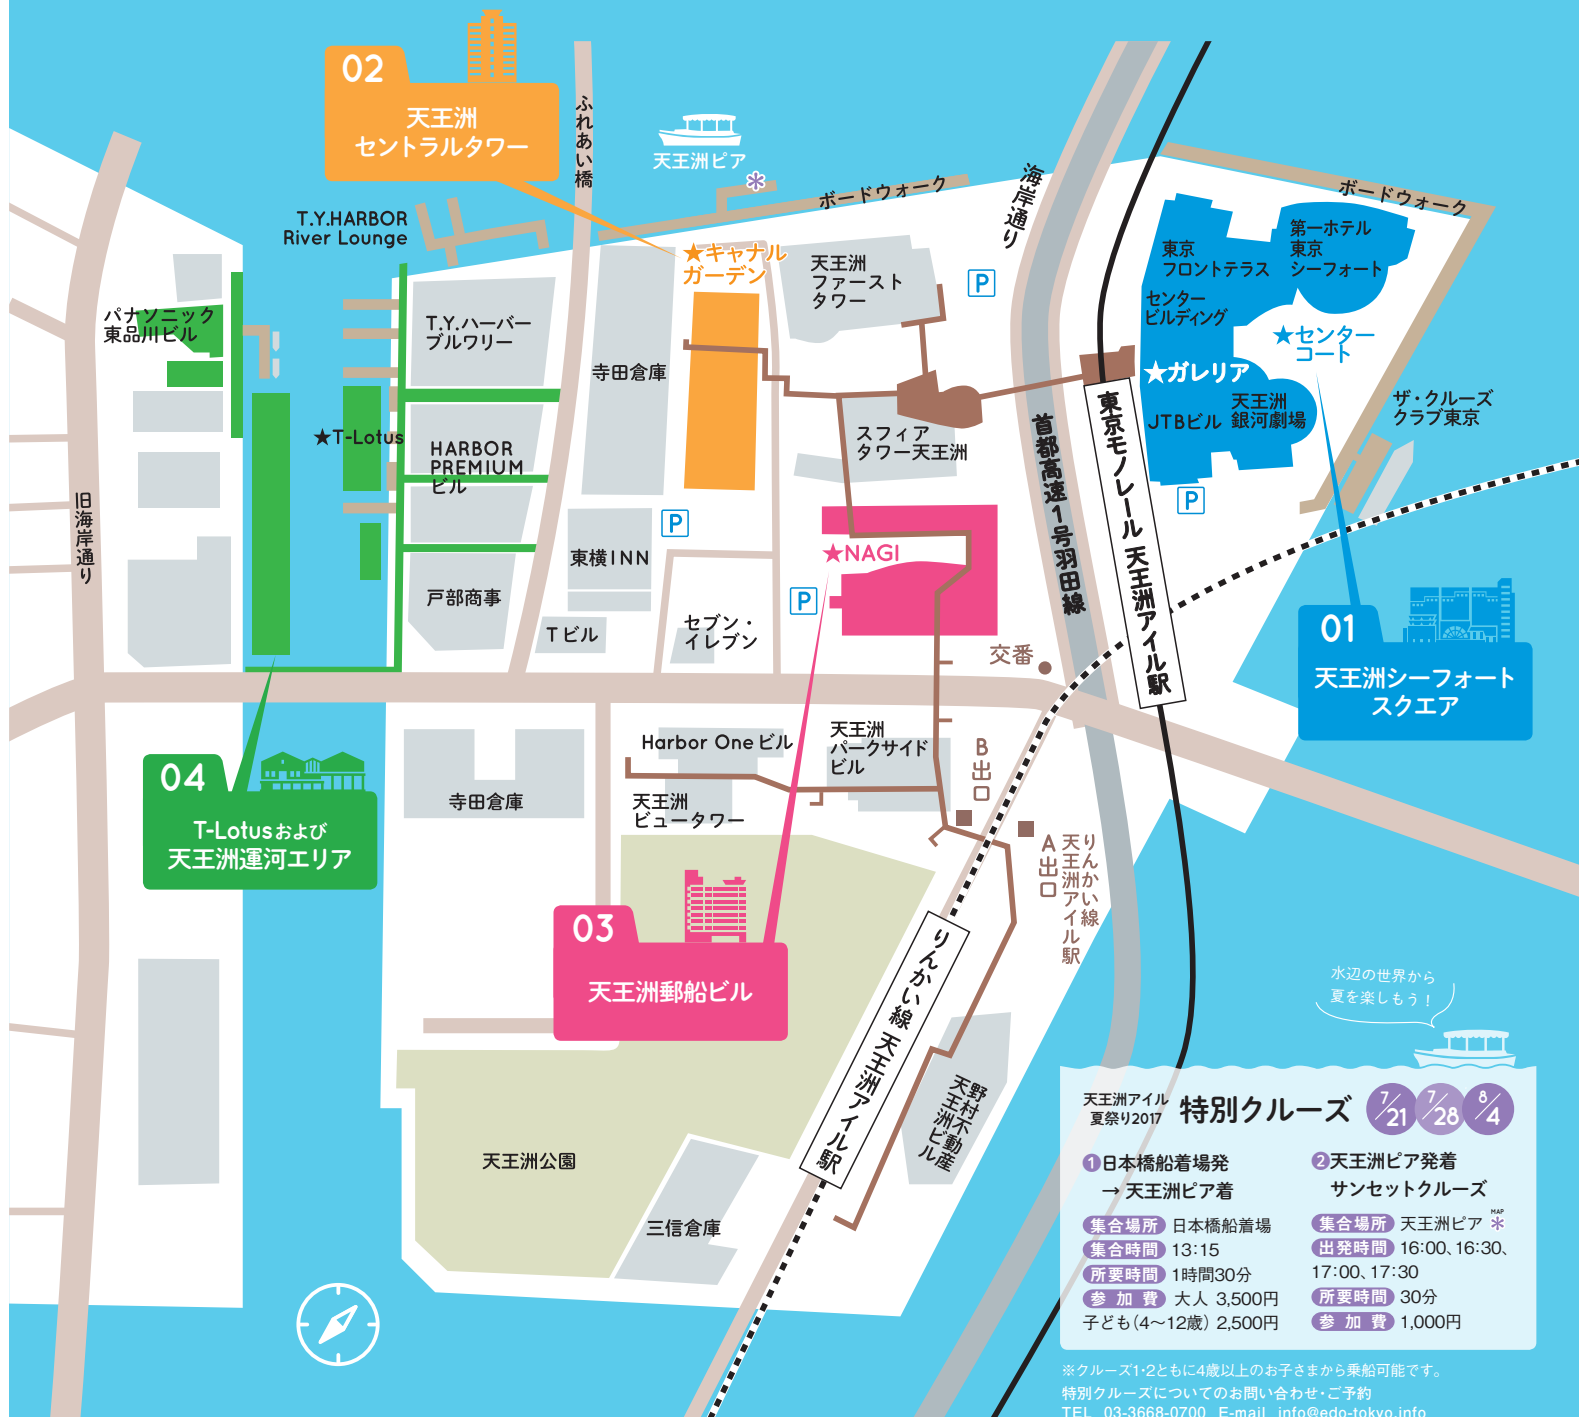 02
天王洲
セントラルタワー
ふれあい橋
天王洲ピア
ボードウォーク
海岸通り
ボードウォーク
T.Y.HARBOR
River Lounge
★キャナル
ガーデン
天王洲
ファースト
タワー
P
東京
フロントテラス
第一ホテル
東京
シーフォート
センター
ビルディング
★センター
コート
★ガレリア
JTBビル
天王洲
銀河劇場
ザ・クルーズ
クラブ東京
パナソニック
東品川ビル
T.Y.ハーバー
ブルワリー
寺田倉庫
★T-Lotus
HARBOR
PREMIUM
ビル
スフィア
タワー天王洲
首都高速1号羽田線
東京モノレール 天王洲アイル駅
P
旧海岸通り
P
東横INN
★NAGI
P
戸部商事
Tビル
セブン・
イレブン
交番
01
天王洲シーフォート
スクエア
04
T-Lotusおよび
天王洲運河エリア
寺田倉庫
Harbor Oneビル
天王洲
パークサイド
ビル
天王洲
ビュータワー
B出口
A出口
りんかい線
天王洲アイル駅
03
天王洲郵船ビル
りんかい線 天王洲アイル駅
野村不動産
天王洲ビル
天王洲公園
三信倉庫
水辺の世界から
夏を楽しもう！
天王洲アイル
夏祭り2017
特別クルーズ
7/21
7/28
8/4
1日本橋船着場発
→ 天王洲ピア着
集合場所 日本橋船着場
集合時間 13:15
所要時間 1時間30分
参加費 大人 3,500円
子ども（4〜12歳） 2,500円
2天王洲ピア発着
サンセットクルーズ
MAP
集合場所 天王洲ピア
出発時間 16:00、16:30、
17:00、17:30
所要時間 30分
参加費 1,000円
※クルーズ1・2ともに4歳以上のお子さまから乗船可能です。
特別クルーズについてのお問い合わせ・ご予約
TEL 03-3668-0700 E-mail info@edo-tokyo.info